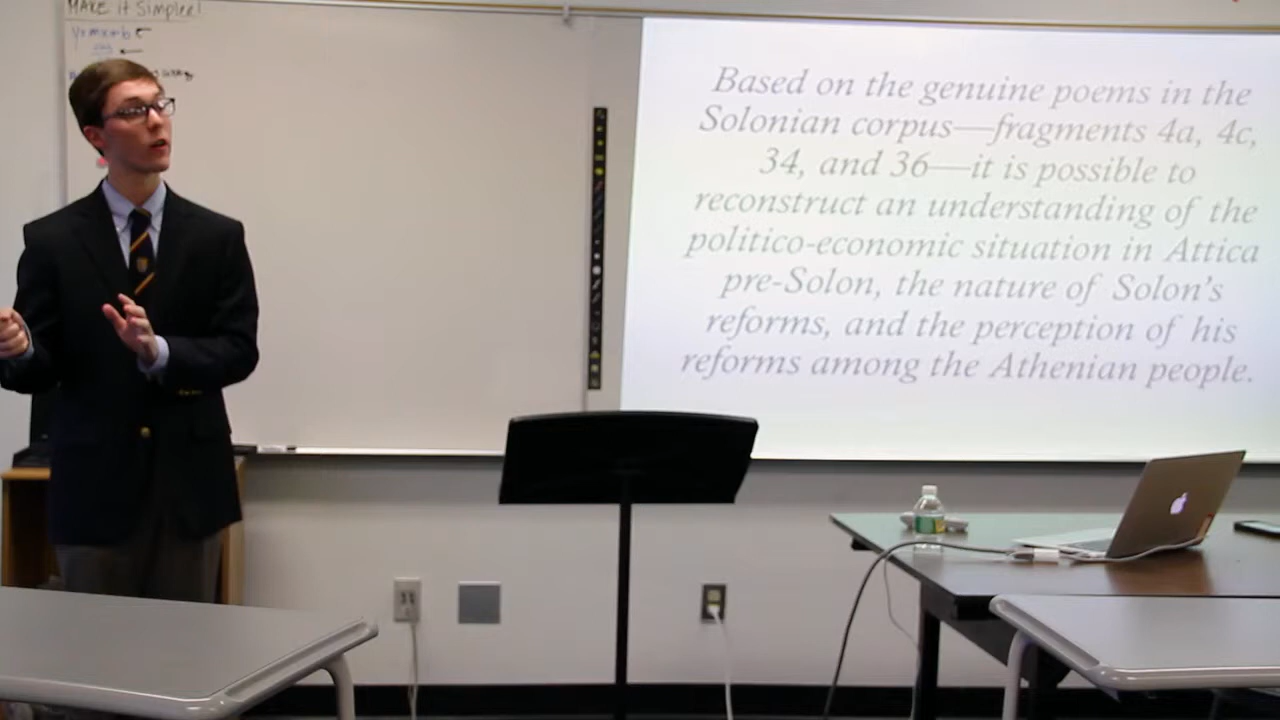 MAKE it Simpler!
y=mx+b
Based on the genuine poems in the
Solonian corpus—fragments 4a, 4c,
34, and 36—it is possible to
reconstruct an understanding of the
politico-economic situation in Attica
pre-Solon, the nature of Solon's
reforms, and the perception of his
reforms among the Athenian people.